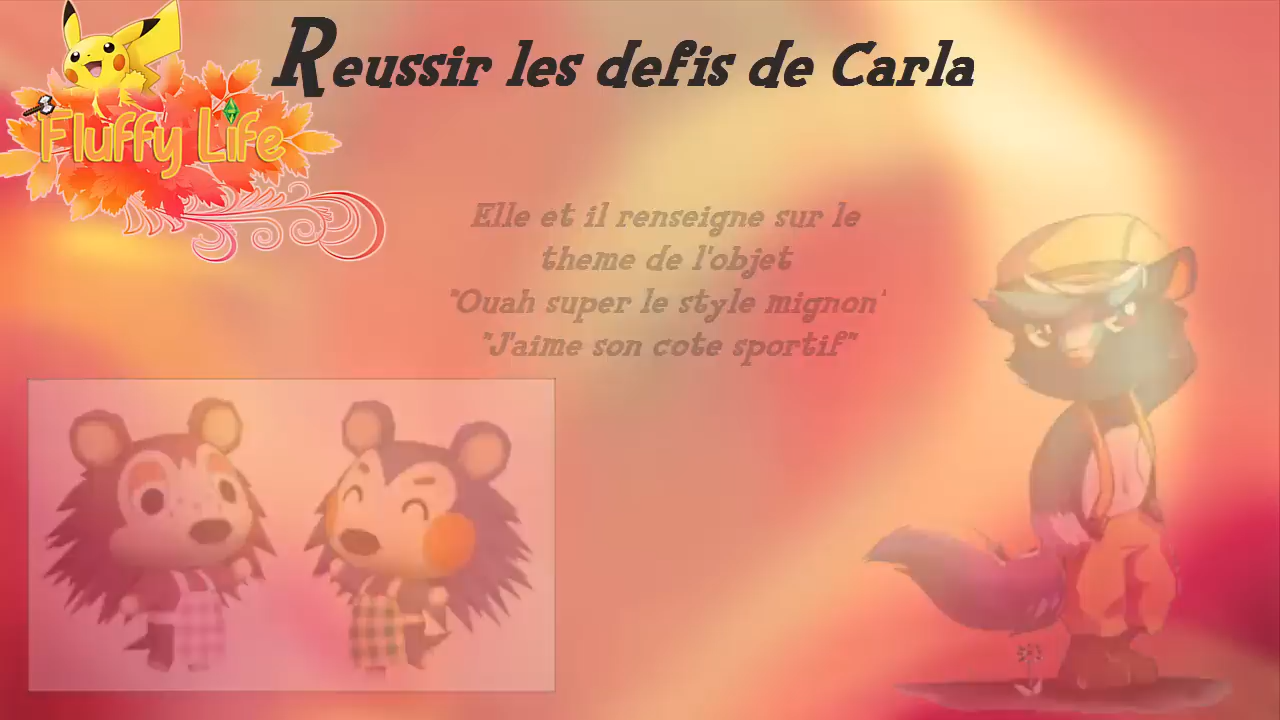 Reussir les defis de Carla
Fluffy Life
Elle et il renseigne sur le
theme de l'objet
"Ouah super le style mignon'
"J'aime son cote sportif"